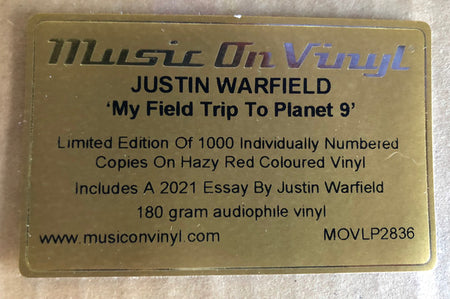 Music On Vinyl
JUSTIN WARFIELD
‘My Field Trip To Planet 9’
Limited Edition Of 1000 Individually Numbered
Copies On Hazy Red Coloured Vinyl
Includes A 2021 Essay By Justin Warfield
180 gram audiophile vinyl
www.musiconvinyl.com MOVLP2836